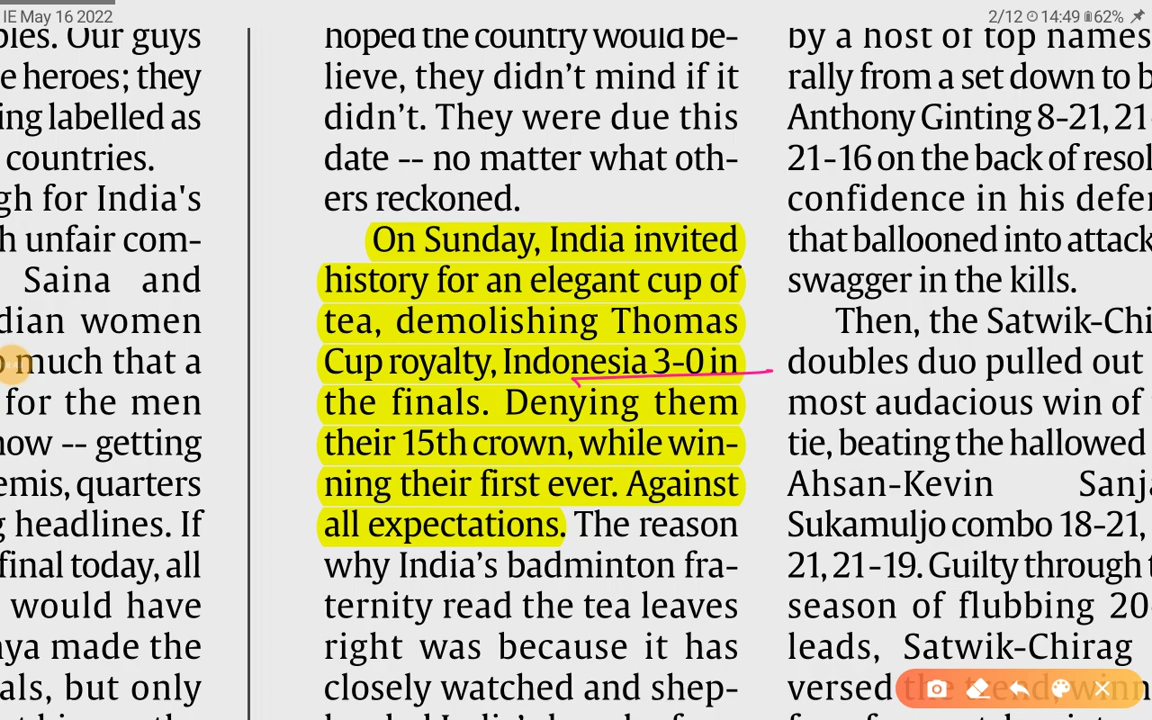 IE May 16 2022
2/12 14:49 62%
bles. Our guys
e heroes; they
ing labelled as
countries.
gh for India's
h unfair com-
Saina and
dian women
much that a
for the men
now -- getting
emis, quarters
g headlines. If
final today, all
would have
nya made the
als, but only
hoped the country would be-
lieve, they didn't mind if it
didn't. They were due this
date -- no matter what oth-
ers reckoned.
On Sunday, India invited
history for an elegant cup of
tea, demolishing Thomas
Cup royalty, Indonesia 3-0 in
the finals. Denying them
their 15th crown, while win-
ning their first ever. Against
all expectations. The reason
why India's badminton fra-
ternity read the tea leaves
right was because it has
closely watched and shep-
by a host of top names
rally from a set down to b
Anthony Ginting 8-21, 21-
21-16 on the back of resol
confidence in his defen
that ballooned into attack
swagger in the kills.
Then, the Satwik-Chi
doubles duo pulled out
most audacious win of
tie, beating the hallowed
Ahsan-Kevin Sanja
Sukamuljo combo 18-21,
21, 21-19. Guilty through t
season of flubbing 20-
leads, Satwik-Chirag
versed the trend, winn